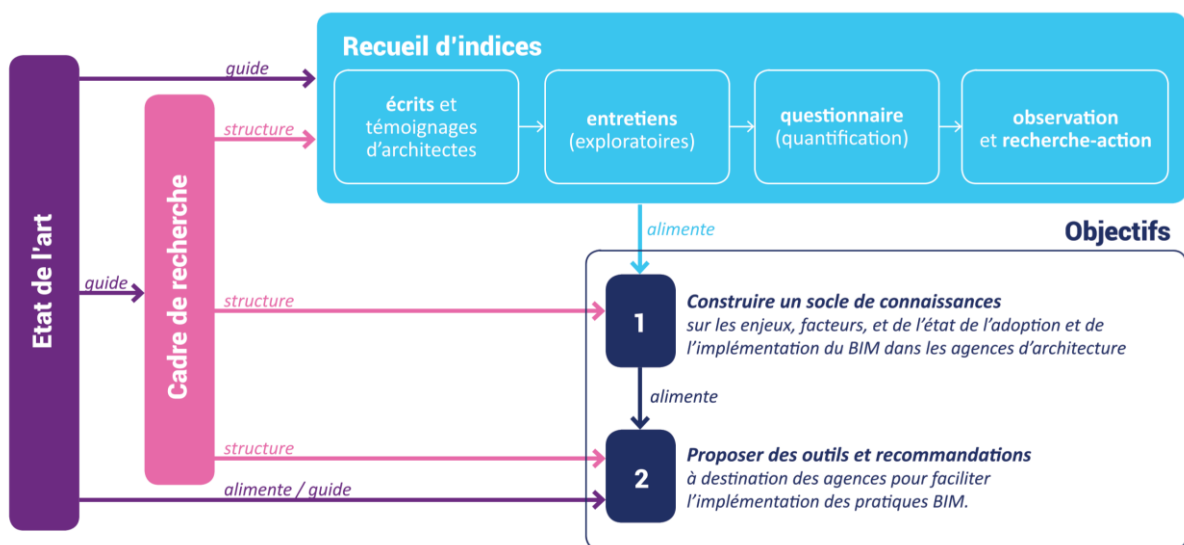 Recueil d'indices
guide
écrits et
témoignages
d'architectes
entretiens
(exploratoires)
questionnaire
(quantification)
observation
et recherche-action
structure
Etat de l'art
guide
Cadre de recherche
alimente
Objectifs
structure
1
Construire un socle de connaissances
sur les enjeux, facteurs, et de l'état de l'adoption et de
l'implémentation du BIM dans les agences d'architecture
alimente
structure
2
Proposer des outils et recommandations
à destination des agences pour faciliter
l'implémentation des pratiques BIM.
alimente / guide